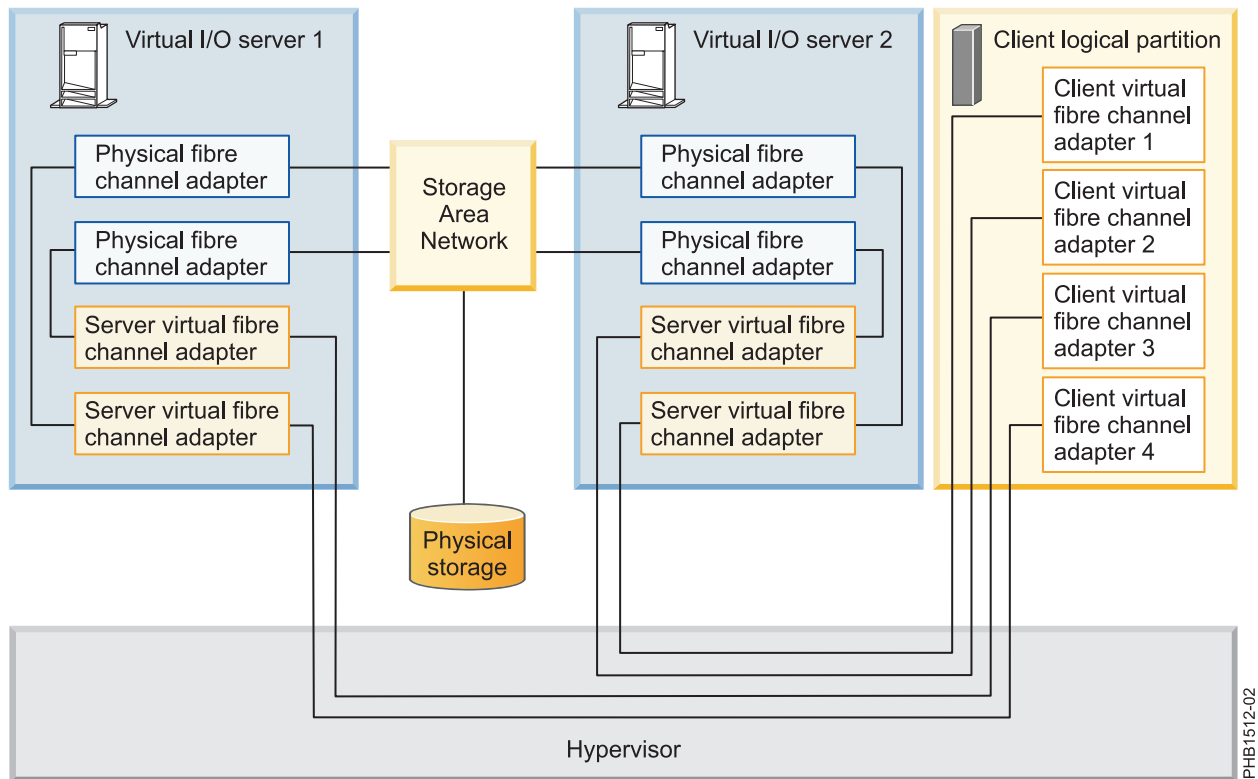 Virtual I/O server 1
Physical fibre
channel adapter
Physical fibre
channel adapter
Server virtual fibre
channel adapter
Server virtual fibre
channel adapter
Storage
Area
Network
Physical
storage
Virtual I/O server 2
Physical fibre
channel adapter
Physical fibre
channel adapter
Server virtual fibre
channel adapter
Server virtual fibre
channel adapter
Client logical partition
Client virtual
fibre channel
adapter 1
Client virtual
fibre channel
adapter 2
Client virtual
fibre channel
adapter 3
Client virtual
fibre channel
adapter 4
Hypervisor
PHB1512-02